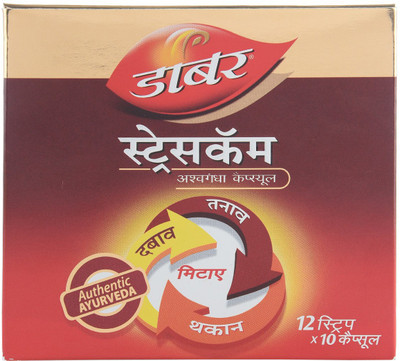 डाबर®
स्ट्रेसकॅम
अश्वगंधा कैप्स्यूल
तनाव
दबाव
मिटाए
थकान
Authentic
AYURVEDA
12 स्ट्रिप
x 10 कैप्सूल